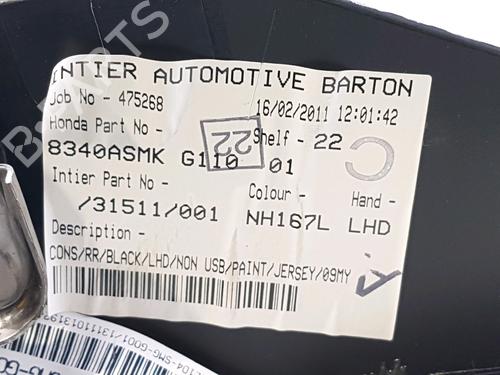 INTIER AUTOMOTIVE BARTON
Job No - 475268 16/02/2011 12:01:42
Honda Part No - Shelf - 22
22
8340ASMK G110 01
Intier Part No - Colour - Hand -
/31511/001 NH167L LHD
Description -
CONS/RR/BLACK/LHD/NON USB/PAINT/JERSEY/09MY